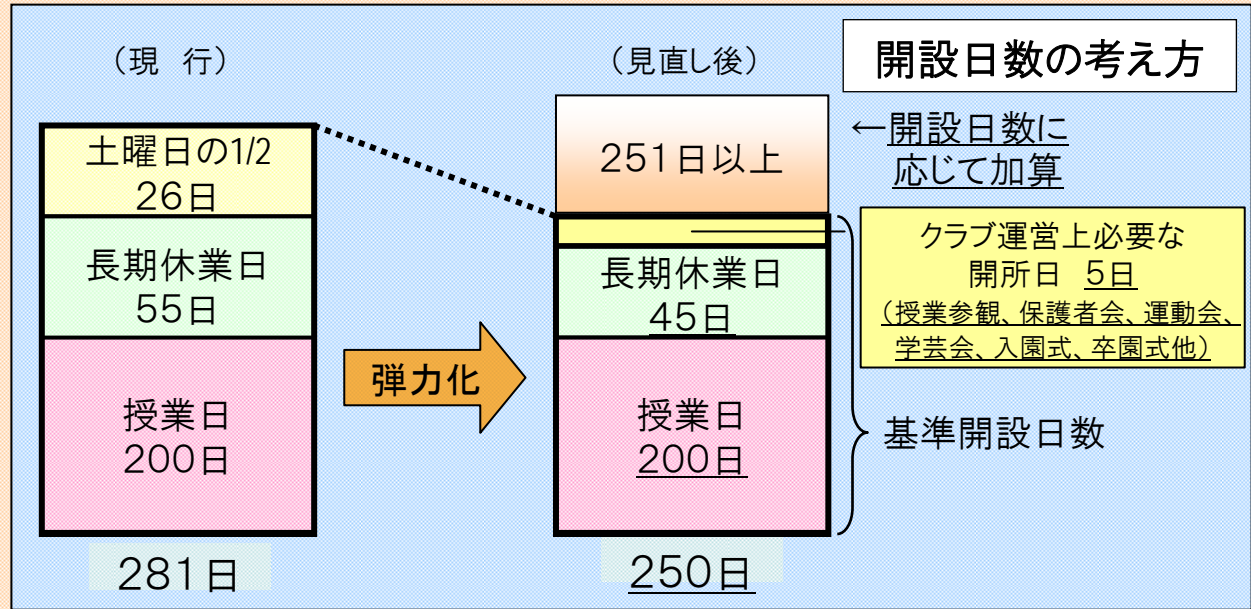 開設日数の考え方
（現 行）
土曜日の1/2
26日
長期休業日
55日
授業日
200日
281日
弾力化
（見直し後）
251日以上
←開設日数に
応じて加算
クラブ運営上必要な
開所日 5日
（授業参観、保護者会、運動会、
学芸会、入園式、卒園式他）
長期休業日
45日
授業日
200日
基準開設日数
250日